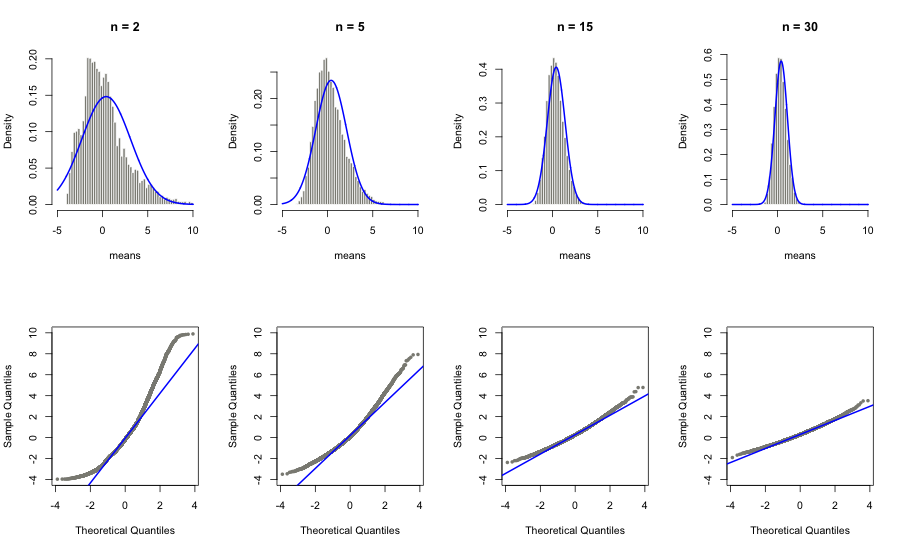 n = 2
n = 5
n = 15
n = 30
Density
0.00 0.05 0.10 0.15 0.20
-5 0 5 10
means
Density
0.00 0.10 0.20
-5 0 5 10
means
Density
0.0 0.1 0.2 0.3 0.4
-5 0 5 10
means
Density
0.0 0.1 0.2 0.3 0.4 0.5 0.6
-5 0 5 10
means
Sample Quantiles
-4 -2 0 2 4 6 8 10
-4 -2 0 2 4
Theoretical Quantiles
Sample Quantiles
-4 -2 0 2 4 6 8 10
-4 -2 0 2 4
Theoretical Quantiles
Sample Quantiles
-4 -2 0 2 4 6 8 10
-4 -2 0 2 4
Theoretical Quantiles
Sample Quantiles
-4 -2 0 2 4 6 8 10
-4 -2 0 2 4
Theoretical Quantiles